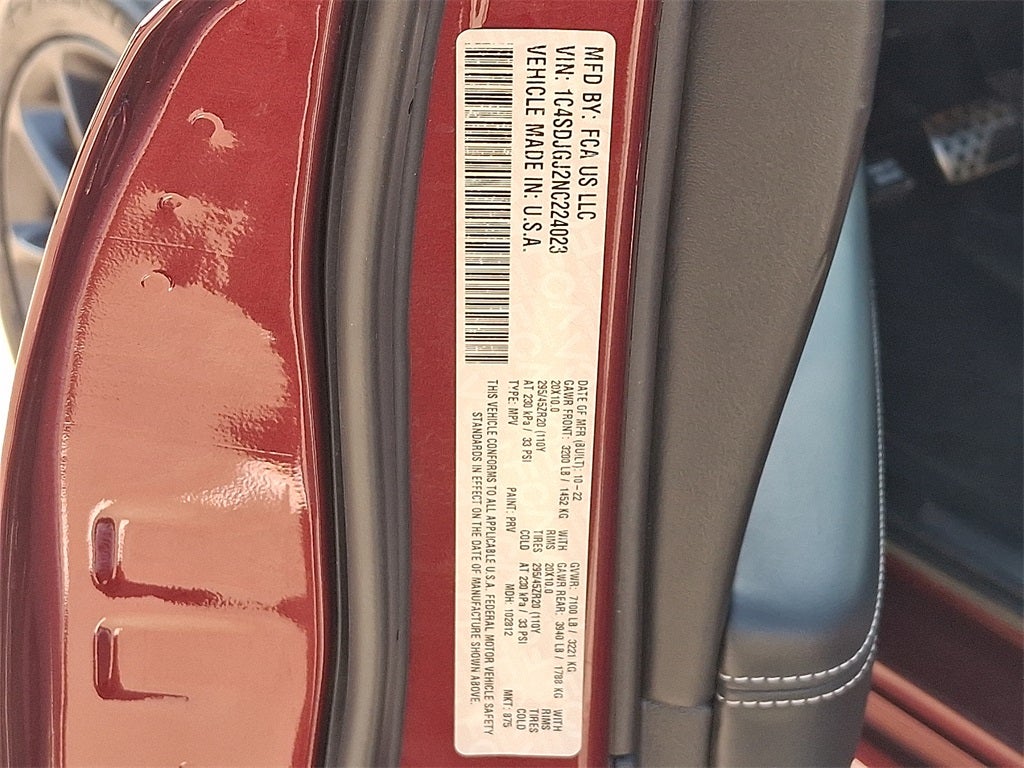 MFD BY: FCA US LLC
VIN: 1C4SDJGJ2NC224023
VEHICLE MADE IN: U.S.A.
DATE OF MFR (BUILT): 10-22 GVWR: 7100 LB / 3221 KG
GAWR FRONT: 3200 LB / 1452 KG WITH GAWR REAR: 3940 LB / 1788 KG WITH
20X10.0 RIMS 20X10.0 RIMS
295/45ZR20 (110Y TIRES 295/45ZR20 (110Y TIRES
AT 230 kPa / 33 PSI COLD AT 230 kPa / 33 PSI COLD
TYPE: MPV PAINT: PRV MDH: 102812 MKT: 875
THIS VEHICLE CONFORMS TO ALL APPLICABLE U.S.A. FEDERAL MOTOR VEHICLE SAFETY
STANDARDS IN EFFECT ON THE DATE OF MANUFACTURE SHOWN ABOVE.